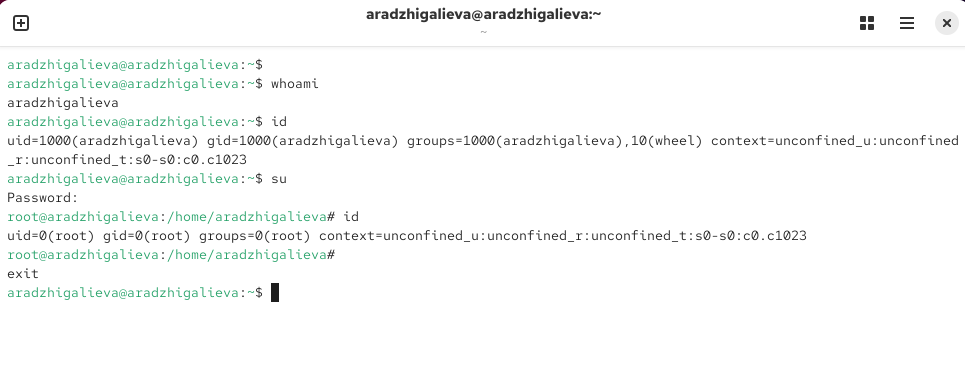 aradzhigalieva@aradzhigalieva:~
~
aradzhigalieva@aradzhigalieva:~$
aradzhigalieva@aradzhigalieva:~$ whoami
aradzhigalieva
aradzhigalieva@aradzhigalieva:~$ id
uid=1000(aradzhigalieva) gid=1000(aradzhigalieva) groups=1000(aradzhigalieva),10(wheel) context=unconfined_u:unconfined
_r:unconfined_t:s0-s0:c0.c1023
aradzhigalieva@aradzhigalieva:~$ su
Password:
root@aradzhigalieva:/home/aradzhigalieva# id
uid=0(root) gid=0(root) groups=0(root) context=unconfined_u:unconfined_r:unconfined_t:s0-s0:c0.c1023
root@aradzhigalieva:/home/aradzhigalieva#
exit
aradzhigalieva@aradzhigalieva:~$